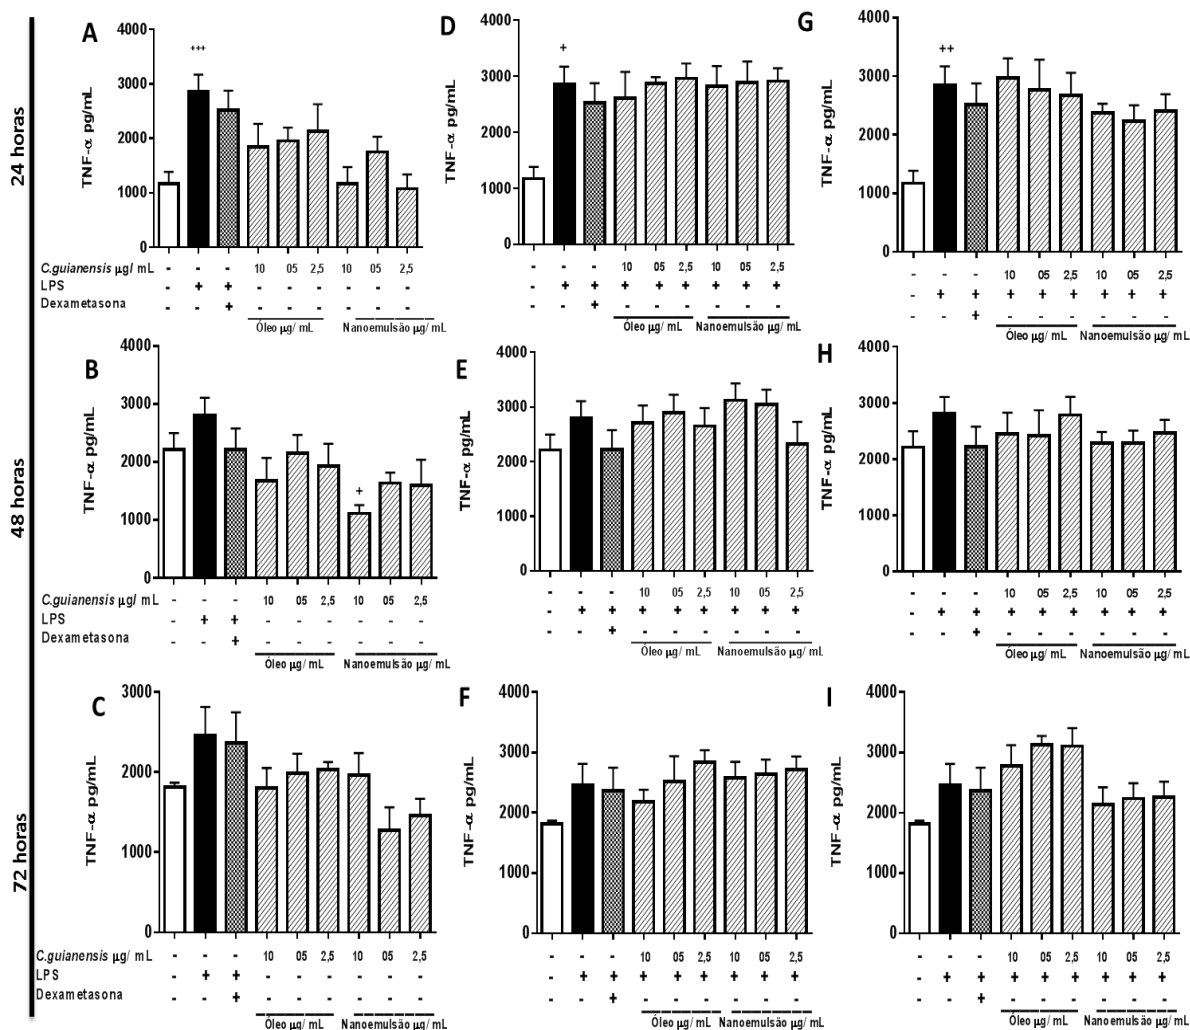 24 horas
A
TNF-α pg/mL
4000
3000
2000
1000
0
+++
C.guianensis µg/ mL - - - 10 05 2,5 10 05 2,5
LPS - + + - - - - - -
Dexametasona - - + - - - - - -
Óleo µg/ mL Nanoemulsão µg/ mL
D
TNF-α pg/mL
4000
3000
2000
1000
0
+
- - - 10 05 2,5 10 05 2,5
- + + + + + + + +
- - + - - - - - -
Óleo µg/ mL Nanoemulsão µg/ mL
G
TNF-α pg/mL
4000
3000
2000
1000
0
++
- - - 10 05 2,5 10 05 2,5
- + + + + + + + +
- - + - - - - - -
Óleo µg/ mL Nanoemulsão µg/ mL
48 horas
B
TNF-α pg/mL
4000
3000
2000
1000
0
+
C.guianensis µg/ mL - - - 10 05 2,5 10 05 2,5
LPS - + + - - - - - -
Dexametasona - - + - - - - - -
Óleo µg/ mL Nanoemulsão µg/ mL
E
TNF-α pg/mL
4000
3000
2000
1000
0
- - - 10 05 2,5 10 05 2,5
- + + + + + + + +
- - + - - - - - -
Óleo µg/ mL Nanoemulsão µg/ mL
H
TNF-α pg/mL
4000
3000
2000
1000
0
- - - 10 05 2,5 10 05 2,5
- + + + + + + + +
- - + - - - - - -
Óleo µg/ mL Nanoemulsão µg/ mL
72 horas
C
TNF-α pg/mL
3000
2000
1000
0
C.guianensis µg/ mL - - - 10 05 2,5 10 05 2,5
LPS - + + - - - - - -
Dexametasona - - + - - - - - -
Óleo µg/ mL Nanoemulsão µg/ mL
F
TNF-α pg/mL
4000
3000
2000
1000
0
- - - 10 05 2,5 10 05 2,5
- + + + + + + + +
- - + - - - - - -
Óleo µg/ mL Nanoemulsão µg/ mL
I
TNF-α pg/mL
4000
3000
2000
1000
0
- - - 10 05 2,5 10 05 2,5
- + + + + + + + +
- - + - - - - - -
Óleo µg/ mL Nanoemulsão µg/ mL